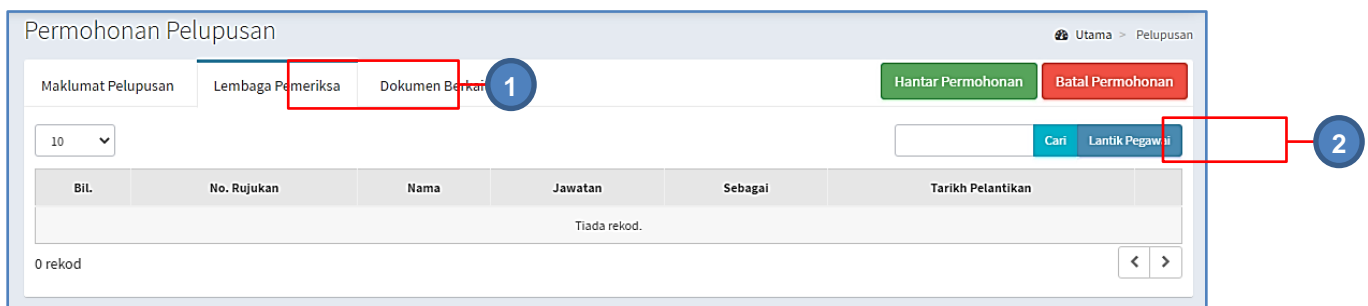 Permohonan Pelupusan
Utama > Pelupusan
Maklumat Pelupusan Lembaga Pemeriksa Dokumen 1 Hantar Permohonan Batal Permohonan
10 Cari Lantik Pegawai 2
Bil. No. Rujukan Nama Jawatan Sebagai Tarikh Pelantikan
Tiada rekod.
0 rekod < >